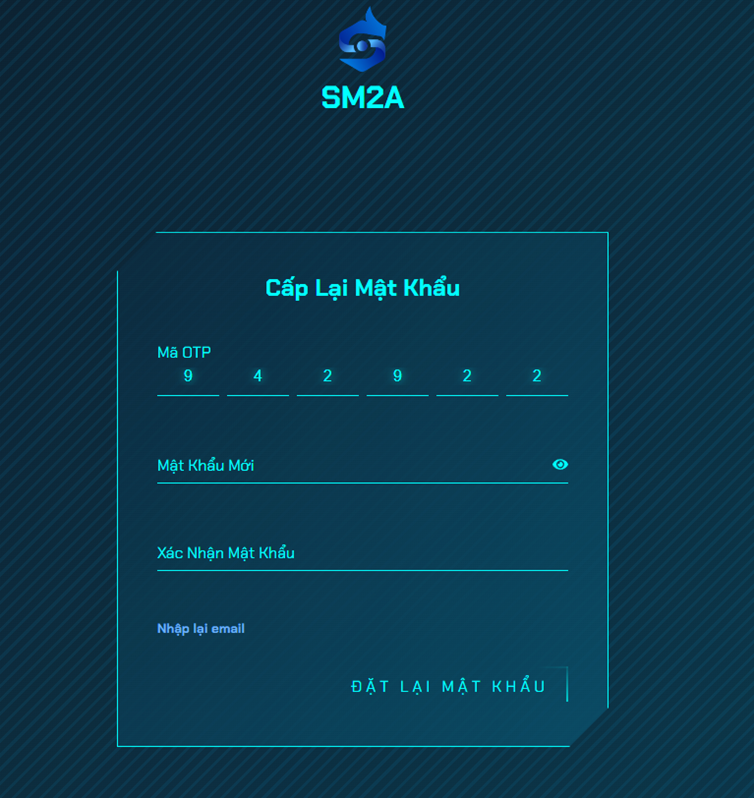 SM2A
Cấp Lại Mật Khẩu
Mã OTP
9 4 2 9 2 2
Mật Khẩu Mới
Xác Nhận Mật Khẩu
Nhập lại email
ĐẶT LẠI MẬT KHẨU